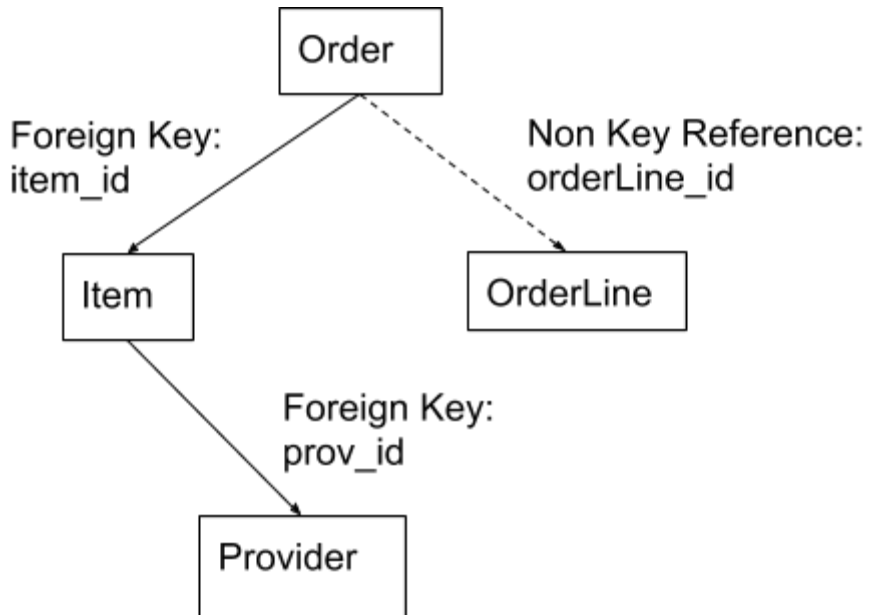 Order
Foreign Key:
item_id
Non Key Reference:
orderLine_id
Item
OrderLine
Foreign Key:
prov_id
Provider